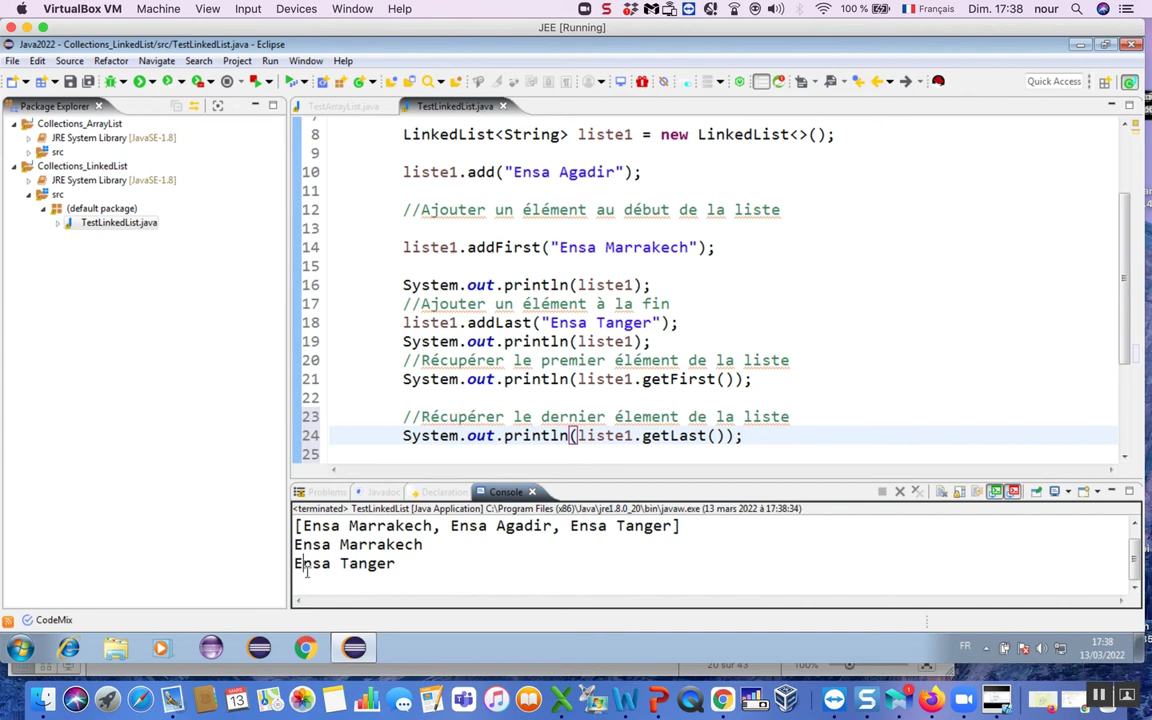 VirtualBox VM Machine View Input Devices Window Help 100 % Français Dim. 17:38 nour
JEE [Running]
Java2022 - Collections_LinkedList/src/TestLinkedList.java - Eclipse
File Edit Source Refactor Navigate Search Project Run Window Help
Quick Access
Package Explorer
TestArrayList.java TestLinkedList.java
Collections_ArrayList
JRE System Library [JavaSE-1.8]
src
Collections_LinkedList
JRE System Library [JavaSE-1.8]
src
(default package)
TestLinkedList.java
8 LinkedList<String> liste1 = new LinkedList<>();
9
10 liste1.add("Ensa Agadir");
11
12 //Ajouter un élément au début de la liste
13
14 liste1.addFirst("Ensa Marrakech");
15
16 System.out.println(liste1);
17 //Ajouter un élément à la fin
18 liste1.addLast("Ensa Tanger");
19 System.out.println(liste1);
20 //Récupérer le premier élément de la liste
21 System.out.println(liste1.getFirst());
22
23 //Récupérer le dernier élement de la liste
24 System.out.println(liste1.getLast());
25
Problems Javadoc Declaration Console
<terminated> TestLinkedList [Java Application] C:\Program Files (x86)\Java\jre1.8.0_20\bin\javaw.exe (13 mars 2022 à 17:38:34)
[Ensa Marrakech, Ensa Agadir, Ensa Tanger]
Ensa Marrakech
Ensa Tanger
CodeMix
FR 17:38
13/03/2022
20 sur 43 100%